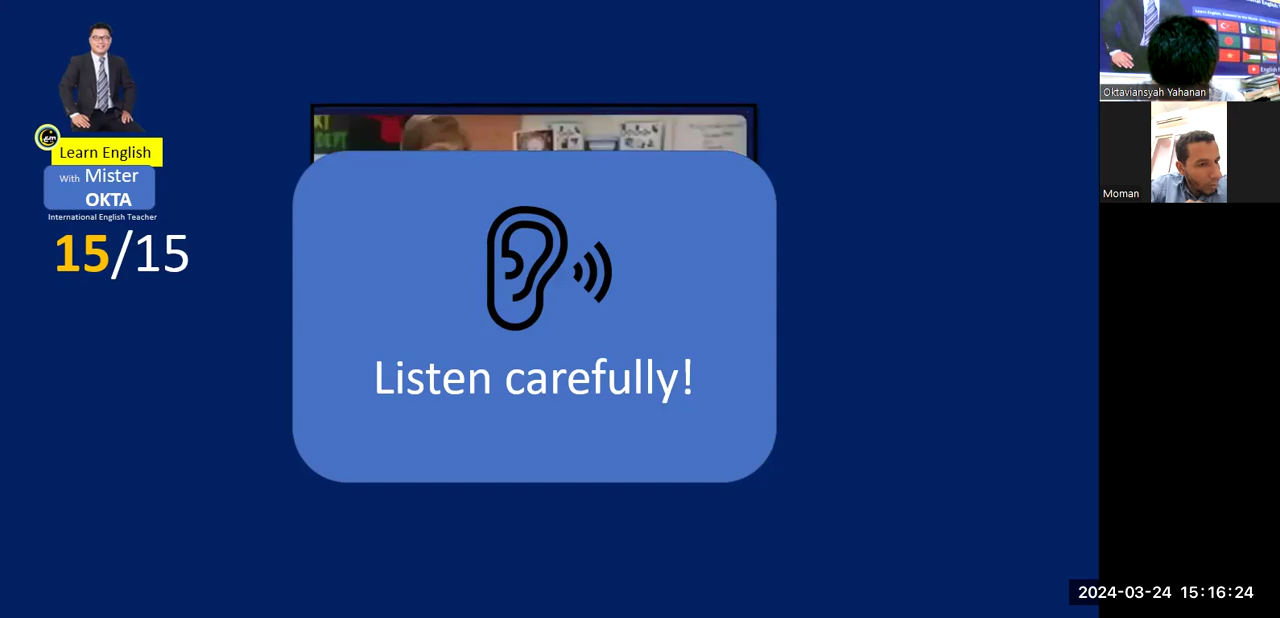 Learn English
With Mister
OKTA
International English Teacher
15/15
Listen carefully!
Oktaviansyah Yahanan
Moman
2024-03-24 15:16:24